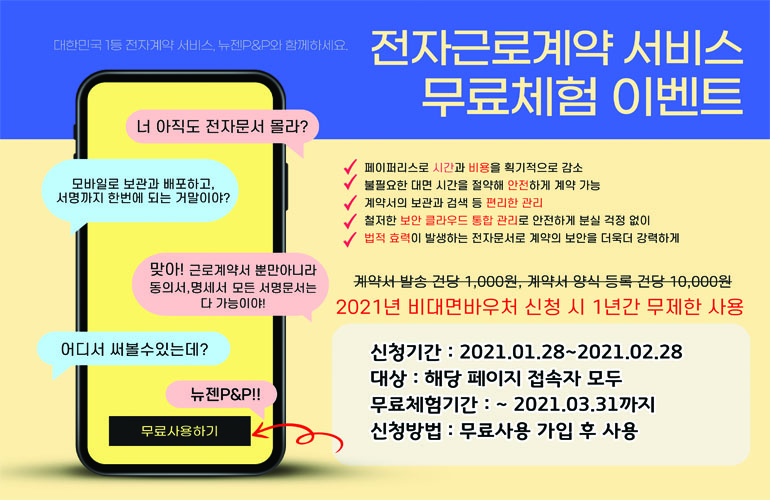 대한민국 1등 전자계약 서비스, 뉴젠P&P와 함께하세요.
전자근로계약 서비스
무료체험 이벤트
너 아직도 전자문서 몰라?
모바일로 보관과 배포하고,
서명까지 한번에 되는 거말이야?
맞아! 근로계약서 뿐만아니라
동의서,명세서 모든 서명문서는
다 가능이야!
어디서 써볼수있는데?
뉴젠P&P!!
무료사용하기
페이퍼리스로 시간과 비용을 획기적으로 감소
불필요한 대면 시간을 절약해 안전하게 계약 가능
계약서의 보관과 검색 등 편리한 관리
철저한 보안 클라우드 통합 관리로 안전하게 분실 걱정 없이
법적 효력이 발생하는 전자문서로 계약의 보안을 더욱더 강력하게
계약서 발송 건당 1,000원, 계약서 양식 등록 건당 10,000원
2021년 비대면바우처 신청 시 1년간 무제한 사용
신청기간 : 2021.01.28~2021.02.28
대상 : 해당 페이지 접속자 모두
무료체험기간 : ~ 2021.03.31까지
신청방법 : 무료사용 가입 후 사용